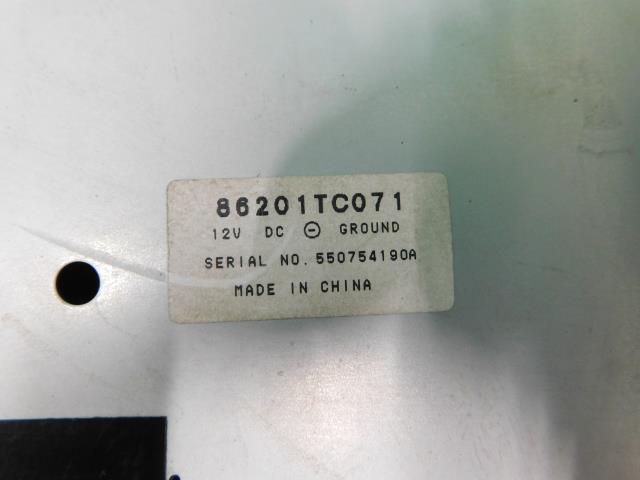 86201TC071
12V DC ⊖ GROUND
SERIAL NO. 550754190A
MADE IN CHINA